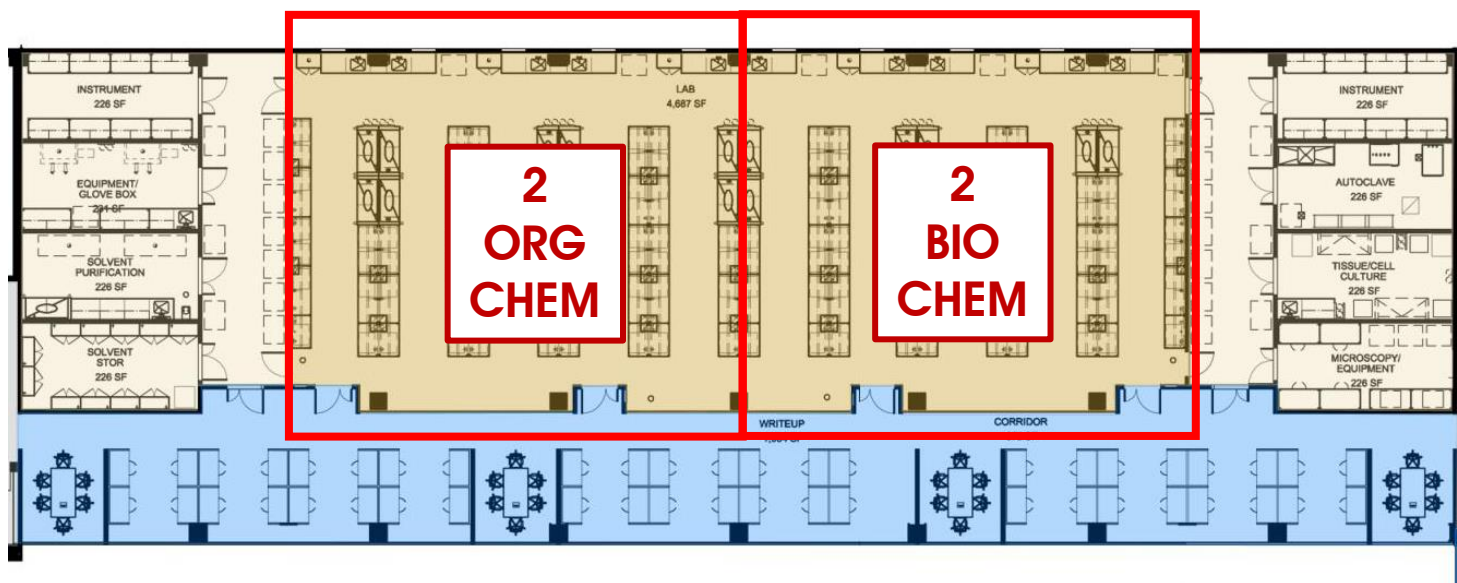 INSTRUMENT
226 SF
EQUIPMENT/
GLOVE BOX
231 SF
SOLVENT
PURIFICATION
226 SF
SOLVENT
STOR
226 SF
LAB
4,687 SF
2
ORG
CHEM
2
BIO
CHEM
INSTRUMENT
226 SF
AUTOCLAVE
226 SF
TISSUE/CELL
CULTURE
226 SF
MICROSCOPY/
EQUIPMENT
226 SF
WRITEUP
CORRIDOR